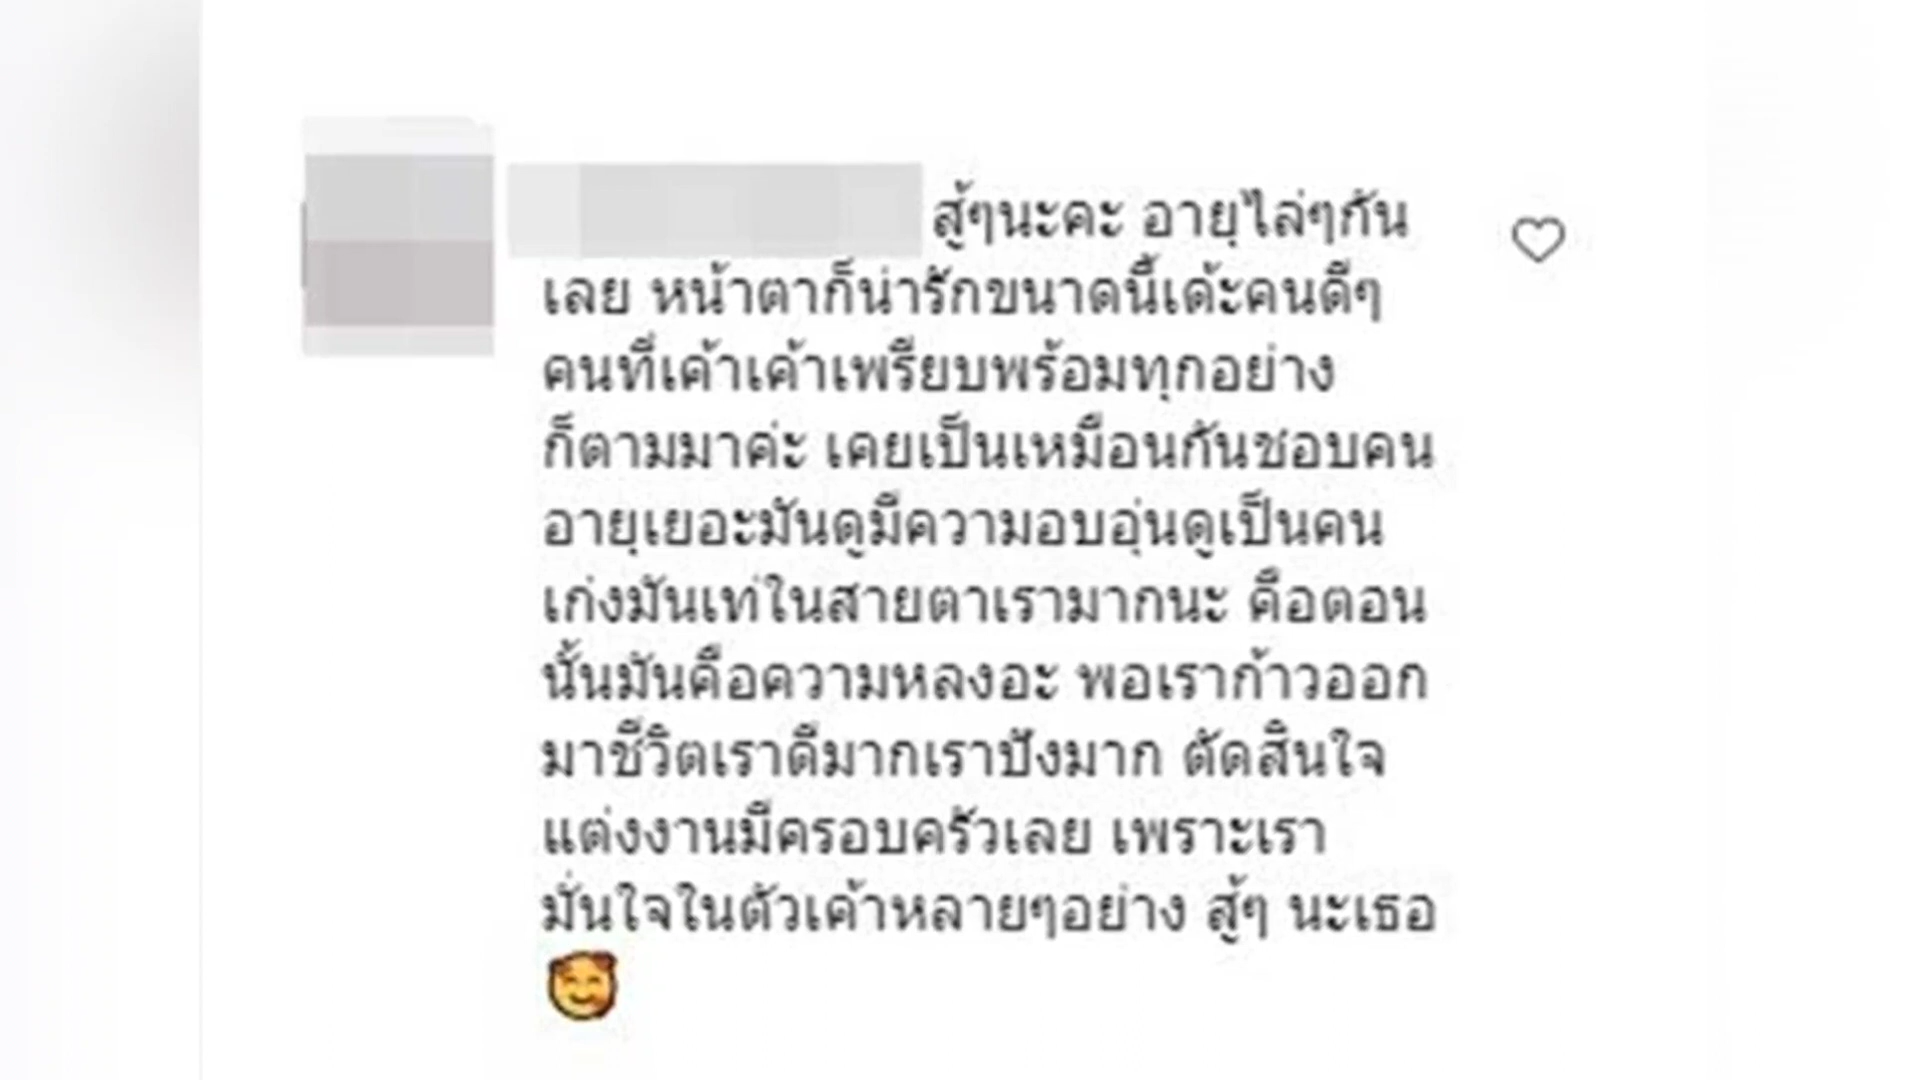 สู้ๆนะคะ อายุไล่ๆกัน
เลย หน้าตาก็น่ารักขนาดนี้เด้ะคนดีๆ
คนที่เค้าเค้าเพรียบพร้อมทุกอย่าง
ก็ตามมาค่ะ เคยเป็นเหมือนกันชอบคน
อายุเยอะมันดูมีความอบอุ่นดูเป็นคน
เก่งมันเท่ในสายตาเรามากนะ คือตอน
นั้นมันคือความหลงอะ พอเราก้าวออก
มาชีวิตเราดีมากเราปังมาก ตัดสินใจ
แต่งงานมีครอบครัวเลย เพราะเรา
มั่นใจในตัวเค้าหลายๆอย่าง สู้ๆ นะเธอ
🥰